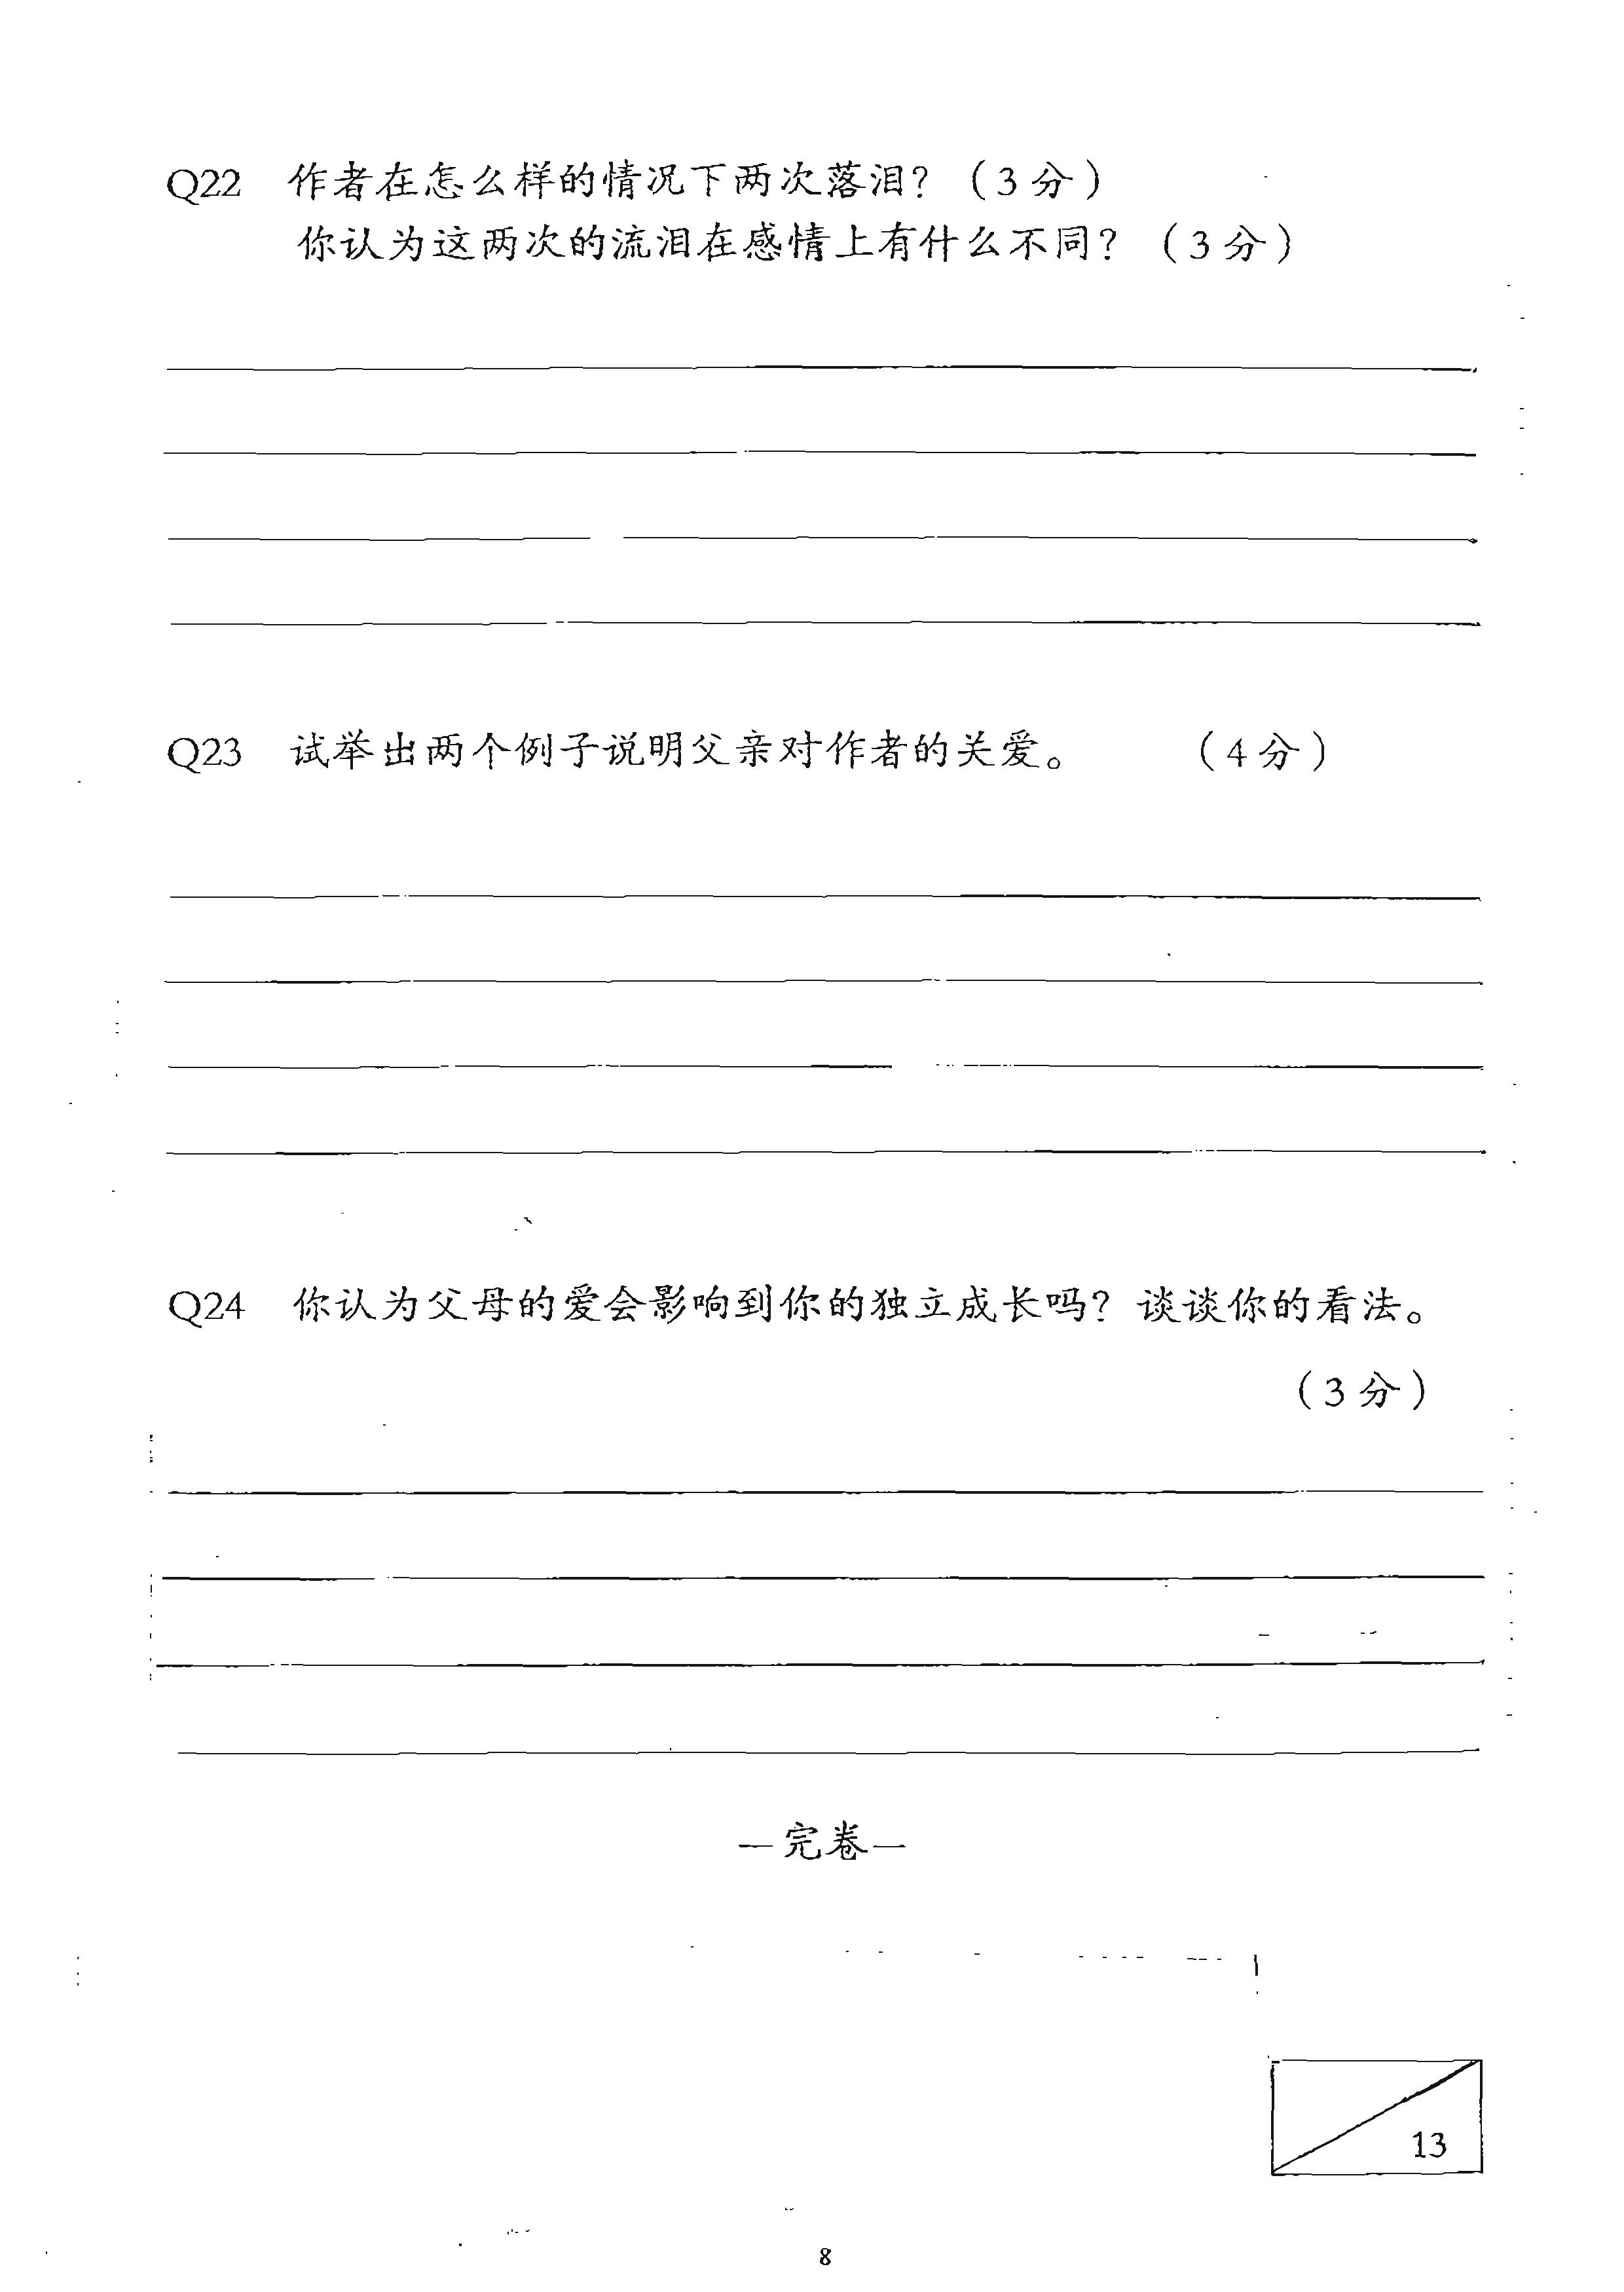 Q22 作者在怎么样的情况下两次落泪？（3 分）
你认为这两次的流泪在感情上有什么不同？（3 分）
Q23 试举出两个例子说明父亲对作者的关爱。 （4 分）
Q24 你认为父母的爱会影响到你的独立成长吗？谈谈你的看法。
（3 分）
—完卷—
13
8